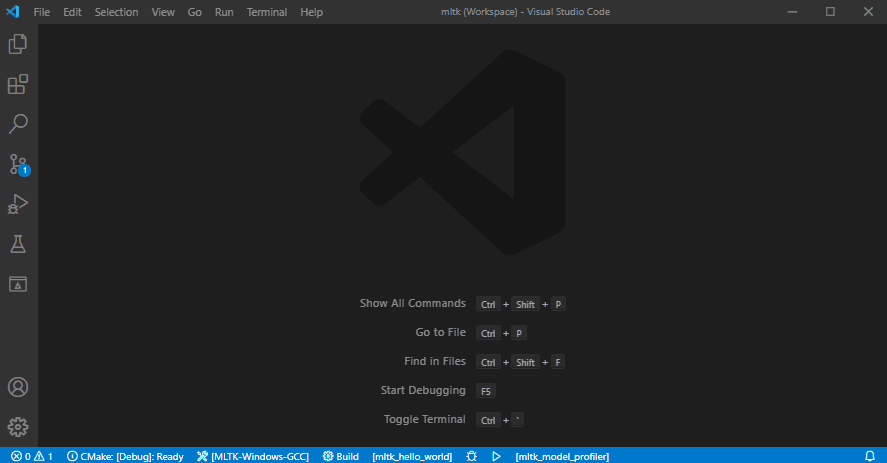 File Edit Selection View Go Run Terminal Help mltk (Workspace) - Visual Studio Code
1
Show All Commands Ctrl + Shift + P
Go to File Ctrl + P
Find in Files Ctrl + Shift + F
Start Debugging F5
Toggle Terminal Ctrl + `
0 1 CMake: [Debug]: Ready [MLTK-Windows-GCC] Build [mltk_hello_world] [mltk_model_profiler]